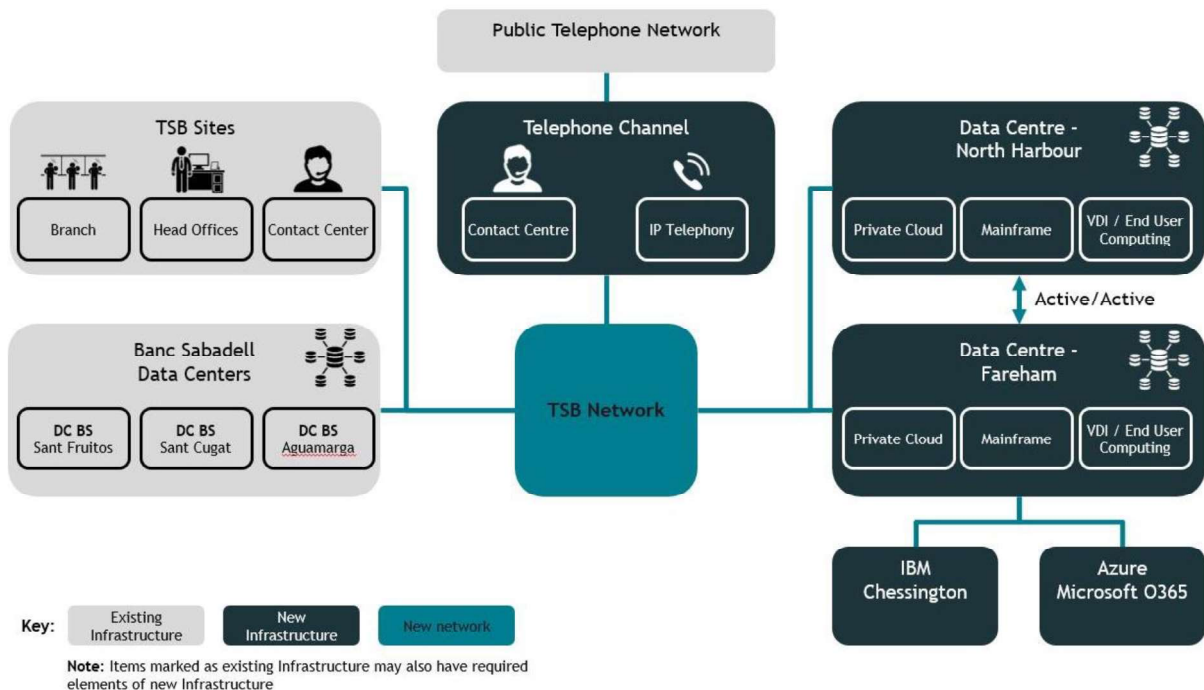 Public Telephone Network
TSB Sites
Branch
Head Offices
Contact Center
Telephone Channel
Contact Centre
IP Telephony
Data Centre -
North Harbour
Private Cloud
Mainframe
VDI / End User
Computing
Active/Active
Banc Sabadell
Data Centers
DC BS
Sant Fruitos
DC BS
Sant Cugat
DC BS
Aguamarga
TSB Network
Data Centre -
Fareham
Private Cloud
Mainframe
VDI / End User
Computing
IBM
Chessington
Azure
Microsoft O365
Key:
Existing
Infrastructure
New
Infrastructure
New network
Note: Items marked as existing Infrastructure may also have required
elements of new Infrastructure